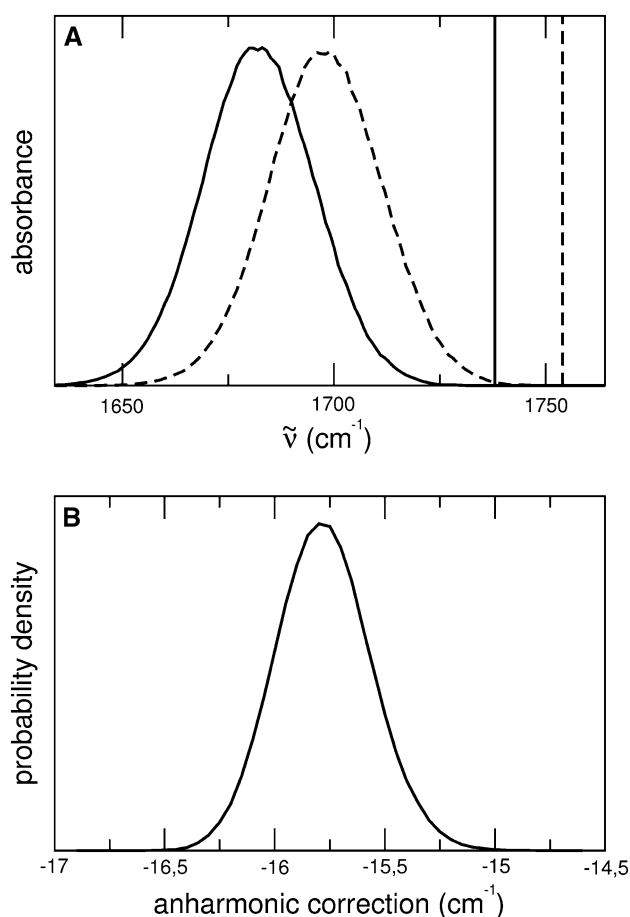 A
absorbance
1650 1700 1750
ν̃ (cm⁻¹)
B
probability density
-17 -16,5 -16 -15,5 -15 -14,5
anharmonic correction (cm⁻¹)